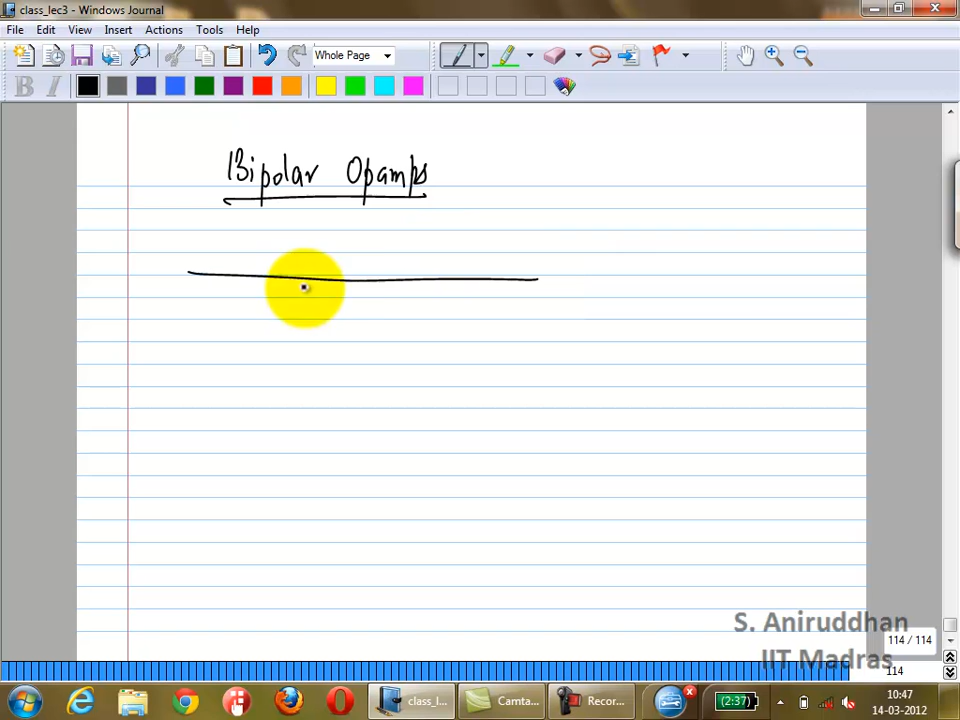 class_lec3 - Windows Journal
File Edit View Insert Actions Tools Help
Whole Page
B I
Bipolar Opamps
S. Aniruddhan
114 / 114
IIT Madras
114
class_l... Camta... Recor... (2:37) 10:47
14-03-2012